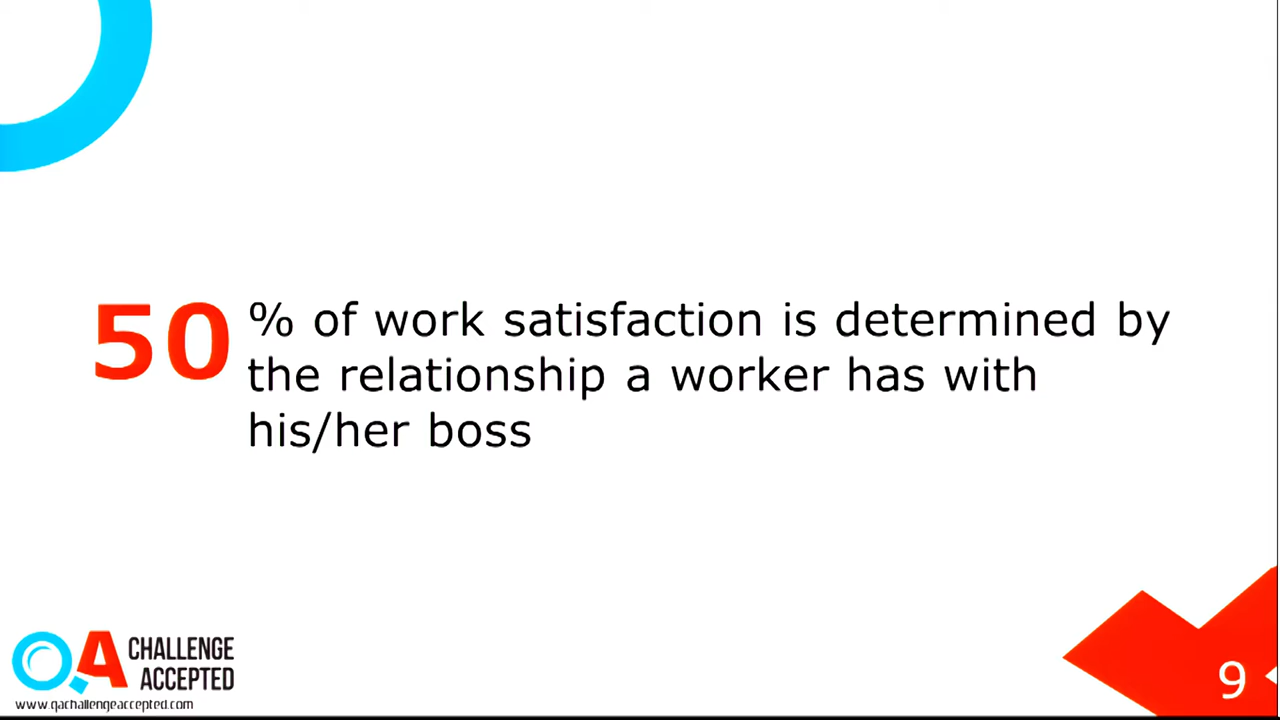 50 % of work satisfaction is determined by
the relationship a worker has with
his/her boss
QA CHALLENGE
ACCEPTED
www.qachallengeaccepted.com
9